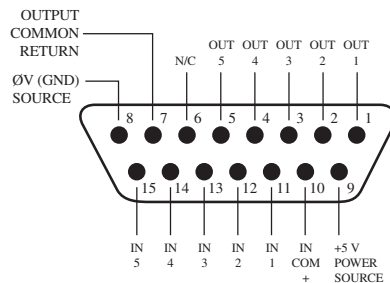 OUTPUT
COMMON
RETURN
ØV (GND)
SOURCE
N/C
OUT
5
OUT
4
OUT
3
OUT
2
OUT
1
8 7 6 5 4 3 2 1
15 14 13 12 11 10 9
IN
5
IN
4
IN
3
IN
2
IN
1
IN
COM
+
+5 V
POWER
SOURCE